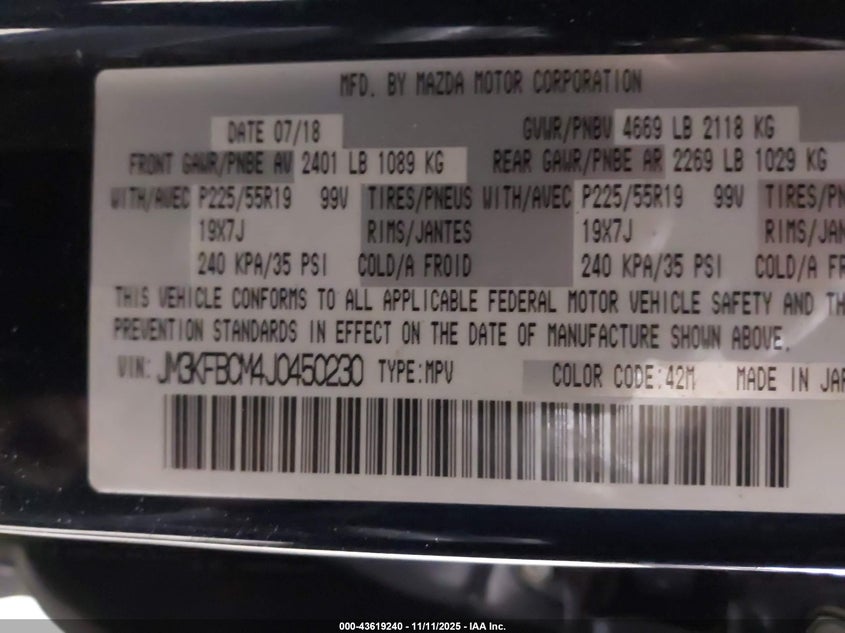 MFD. BY MAZDA MOTOR CORPORATION
DATE 07/18 GVWR/PNBV 4669 LB 2118 KG
FRONT GAWR/PNBE AV 2401 LB 1089 KG REAR GAWR/PNBE AR 2269 LB 1029 KG
WITH/AVEC P225/55R19 99V TIRES/PNEUS WITH/AVEC P225/55R19 99V TIRES/PN
19X7J RIMS/JANTES 19X7J RIMS/JAN
240 KPA/35 PSI COLD/A FROID 240 KPA/35 PSI COLD/A FR
THIS VEHICLE CONFORMS TO ALL APPLICABLE FEDERAL MOTOR VEHICLE SAFETY AND TH
PREVENTION STANDARDS IN EFFECT ON THE DATE OF MANUFACTURE SHOWN ABOVE.
VIN: JM3KFBCM4J0450230 TYPE:MPV COLOR CODE:42M MADE IN JAP
000-43619240 - 11/11/2025 - IAA Inc.